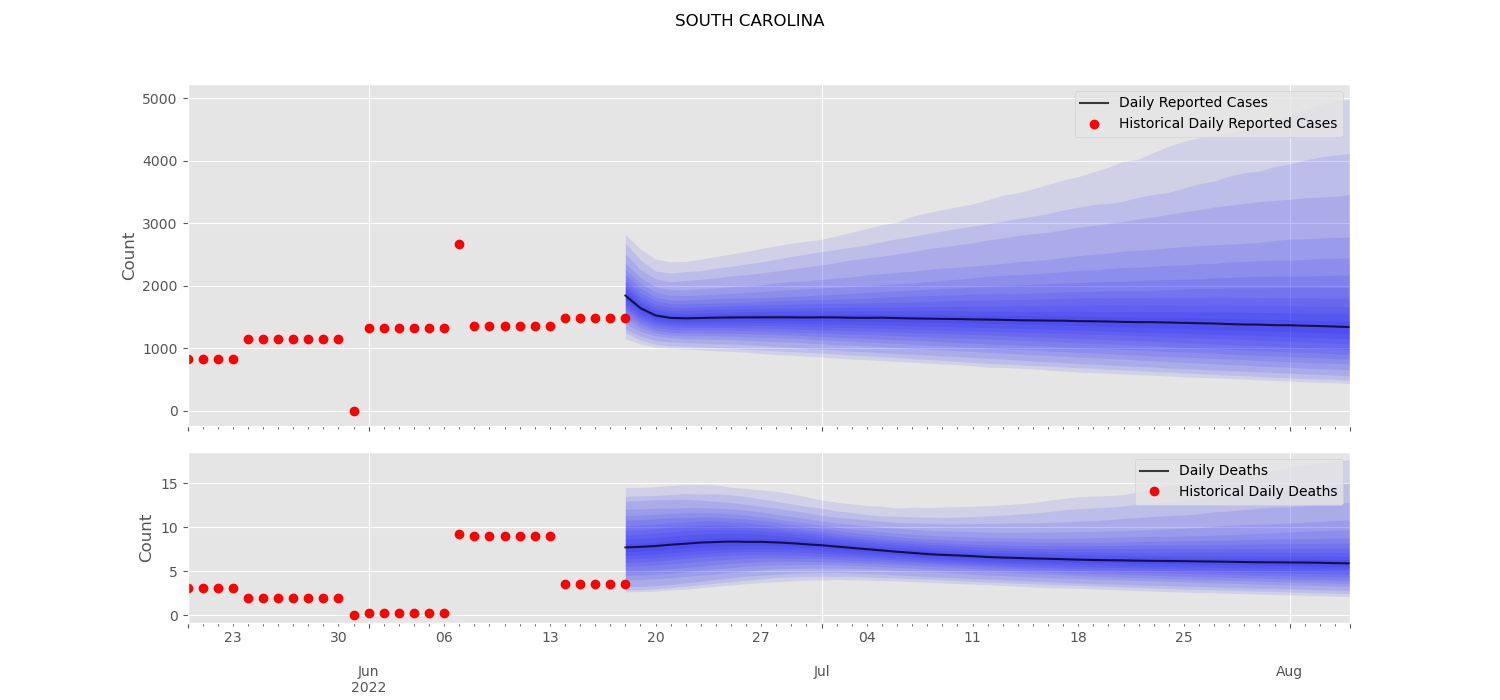 SOUTH CAROLINA
5000
4000
3000
2000
1000
0
Count
Daily Reported Cases
Historical Daily Reported Cases
15
10
5
0
Count
Daily Deaths
Historical Daily Deaths
23 30 06 13 20 27 04 11 18 25
Jun Jul Aug
2022